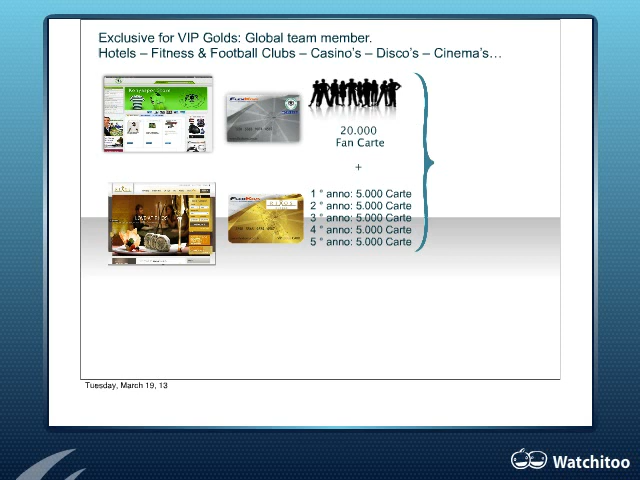 Exclusive for VIP Golds: Global team member.
Hotels – Fitness & Football Clubs – Casino's – Disco's – Cinema's…
20.000
Fan Carte
+
1 ° anno: 5.000 Carte
2 ° anno: 5.000 Carte
3 ° anno: 5.000 Carte
4 ° anno: 5.000 Carte
5 ° anno: 5.000 Carte
Tuesday, March 19, 13
Watchitoo